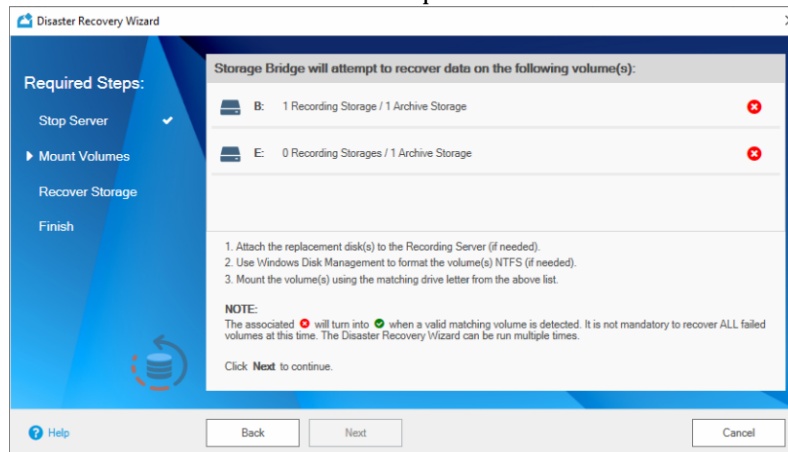 Disaster Recovery Wizard
Required Steps:
Stop Server
Mount Volumes
Recover Storage
Finish
Storage Bridge will attempt to recover data on the following volume(s):
B: 1 Recording Storage / 1 Archive Storage
E: 0 Recording Storages / 1 Archive Storage
1. Attach the replacement disk(s) to the Recording Server (if needed).
2. Use Windows Disk Management to format the volume(s) NTFS (if needed).
3. Mount the volume(s) using the matching drive letter from the above list.
NOTE:
The associated will turn into when a valid matching volume is detected. It is not mandatory to recover ALL failed
volumes at this time. The Disaster Recovery Wizard can be run multiple times.
Click Next to continue.
Help
Back
Next
Cancel